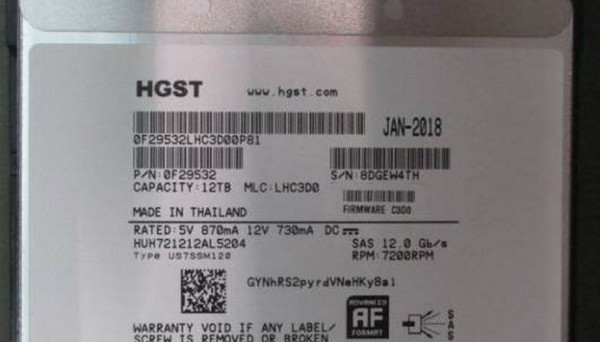 HGST www.hgst.com
JAN-2018
0F29532LHC3D00P81
P/N:0F29532 S/N:8DGEW4TH
CAPACITY:12TB MLC:LHC3D0
MADE IN THAILAND FIRMWARE C3D0
RATED:5V 870mA 12V 730mA DC
HUH721212AL5204 SAS 12.0 Gb/s
Type US7SSM120 RPM:7200RPM
GYNhRS2pyrdVNeHKy8a1
ADVANCED
AF
FORMAT
SAS
WARRANTY VOID IF ANY LABEL/
SCREW IS REMOVED OR BROKEN